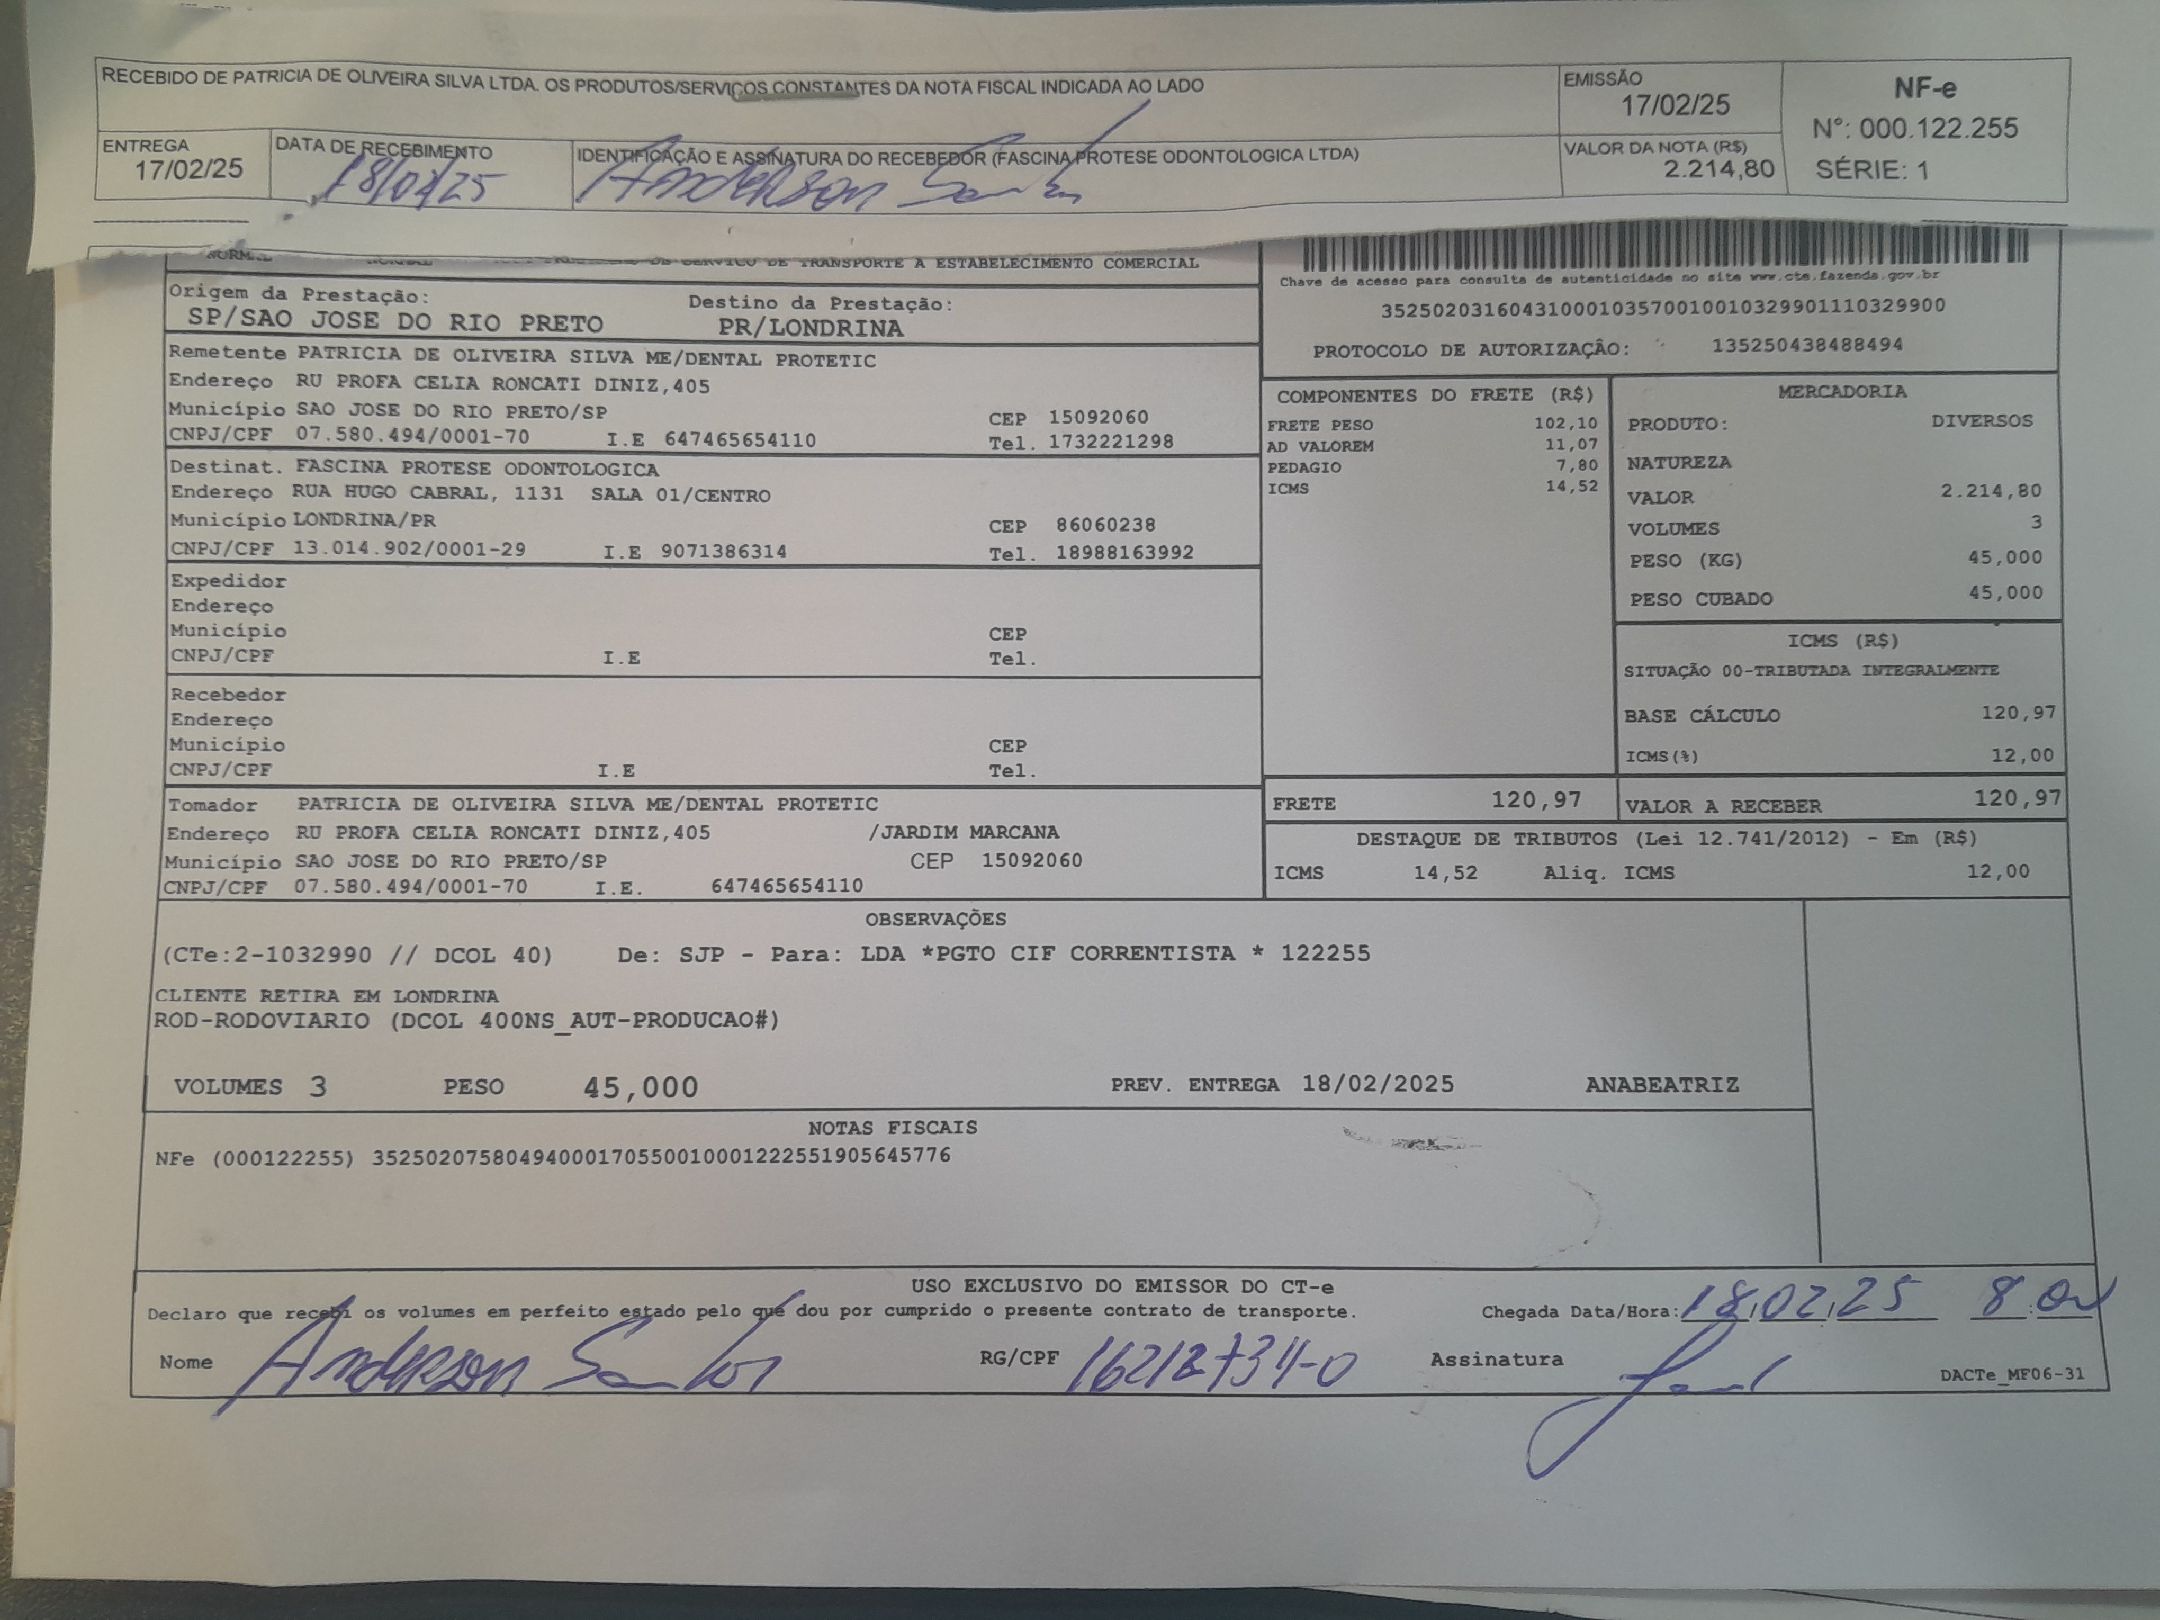 RECEBIDO DE PATRICIA DE OLIVEIRA SILVA LTDA. OS PRODUTOS/SERVIÇOS CONSTANTES DA NOTA FISCAL INDICADA AO LADO
EMISSÃO
17/02/25
NF-e
Nº: 000.122.255
SÉRIE: 1
ENTREGA
17/02/25
DATA DE RECEBIMENTO
18/02/25
IDENTIFICAÇÃO E ASSINATURA DO RECEBEDOR (FASCINA PROTESE ODONTOLOGICA LTDA)
Anderson Santos
VALOR DA NOTA (R$)
2.214,80
DE SERVICO DE TRANSPORTE A ESTABELECIMENTO COMERCIAL
Chave de acesso para consulta de autenticidade no site www.cte.fazenda.gov.br
35250203160431000103570010010329901110329900
PROTOCOLO DE AUTORIZAÇÃO: 135250438488494
Origem da Prestação: Destino da Prestação:
SP/SAO JOSE DO RIO PRETO PR/LONDRINA
Remetente PATRICIA DE OLIVEIRA SILVA ME/DENTAL PROTETIC
Endereço RU PROFA CELIA RONCATI DINIZ,405
Município SAO JOSE DO RIO PRETO/SP CEP 15092060
CNPJ/CPF 07.580.494/0001-70 I.E 647465654110 Tel. 1732221298
Destinat. FASCINA PROTESE ODONTOLOGICA
Endereço RUA HUGO CABRAL, 1131 SALA 01/CENTRO
Município LONDRINA/PR CEP 86060238
CNPJ/CPF 13.014.902/0001-29 I.E 9071386314 Tel. 18988163992
Expedidor
Endereço
Município CEP
CNPJ/CPF I.E Tel.
Recebedor
Endereço
Município CEP
CNPJ/CPF I.E Tel.
Tomador PATRICIA DE OLIVEIRA SILVA ME/DENTAL PROTETIC
Endereço RU PROFA CELIA RONCATI DINIZ,405 /JARDIM MARCANA
Município SAO JOSE DO RIO PRETO/SP CEP 15092060
CNPJ/CPF 07.580.494/0001-70 I.E. 647465654110
COMPONENTES DO FRETE (R$)
FRETE PESO 102,10
AD VALOREM 11,07
PEDAGIO 7,80
ICMS 14,52
MERCADORIA
PRODUTO: DIVERSOS
NATUREZA
VALOR 2.214,80
VOLUMES 3
PESO (KG) 45,000
PESO CUBADO 45,000
ICMS (R$)
SITUAÇÃO 00-TRIBUTADA INTEGRALMENTE
BASE CÁLCULO 120,97
ICMS(%) 12,00
FRETE 120,97 VALOR A RECEBER 120,97
DESTAQUE DE TRIBUTOS (Lei 12.741/2012) - Em (R$)
ICMS 14,52 Aliq. ICMS 12,00
OBSERVAÇÕES
(CTe:2-1032990 // DCOL 40) De: SJP - Para: LDA *PGTO CIF CORRENTISTA * 122255
CLIENTE RETIRA EM LONDRINA
ROD-RODOVIARIO (DCOL 400NS_AUT-PRODUCAO#)
VOLUMES 3 PESO 45,000 PREV. ENTREGA 18/02/2025 ANABEATRIZ
NOTAS FISCAIS
NFe (000122255) 35250207580494000170550010001222551905645776
USO EXCLUSIVO DO EMISSOR DO CT-e
Declaro que recebi os volumes em perfeito estado pelo que dou por cumprido o presente contrato de transporte. Chegada Data/Hora: 18/02/25 8:00
Nome Anderson Santos RG/CPF Assinatura
DACTe_MF06-31